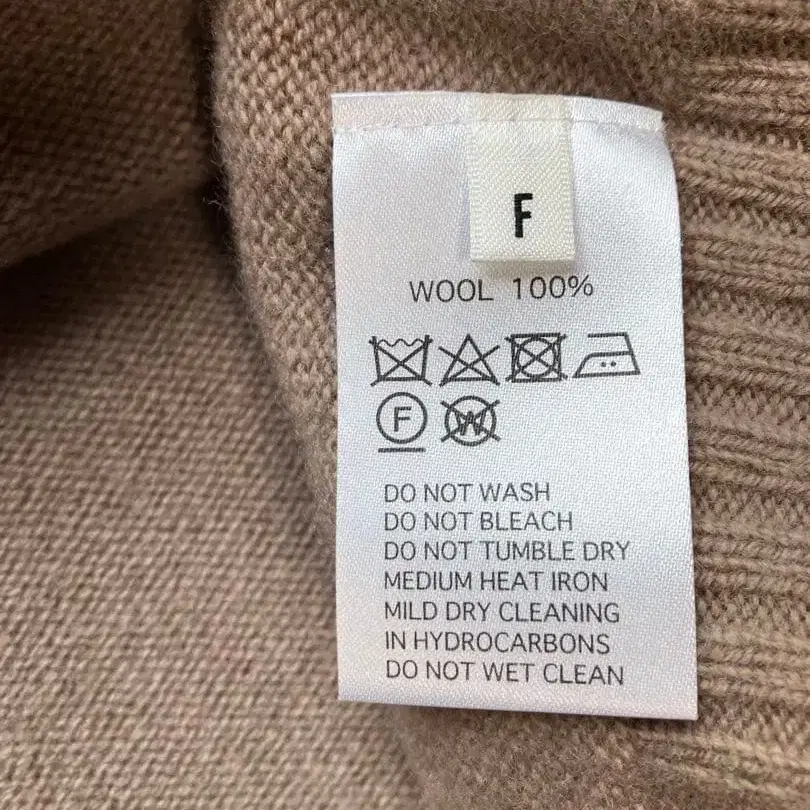 F
WOOL 100%
F W
DO NOT WASH
DO NOT BLEACH
DO NOT TUMBLE DRY
MEDIUM HEAT IRON
MILD DRY CLEANING
IN HYDROCARBONS
DO NOT WET CLEAN